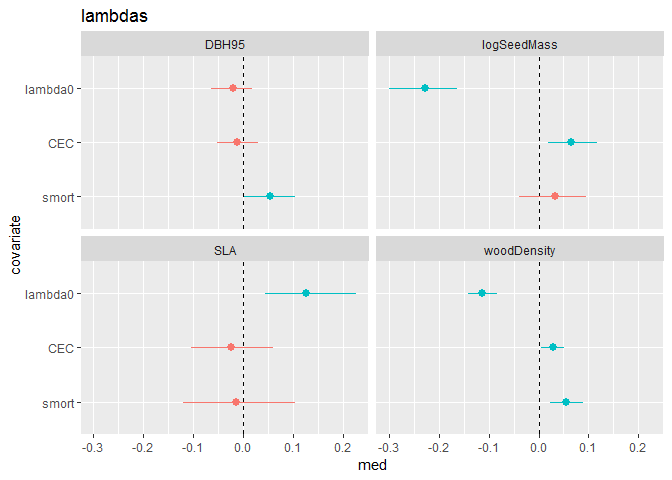 lambdas
DBH95 logSeedMass
lambda0
CEC
smort
covariate
SLA woodDensity
lambda0
CEC
smort
-0.3 -0.2 -0.1 0.0 0.1 0.2 -0.3 -0.2 -0.1 0.0 0.1 0.2
med